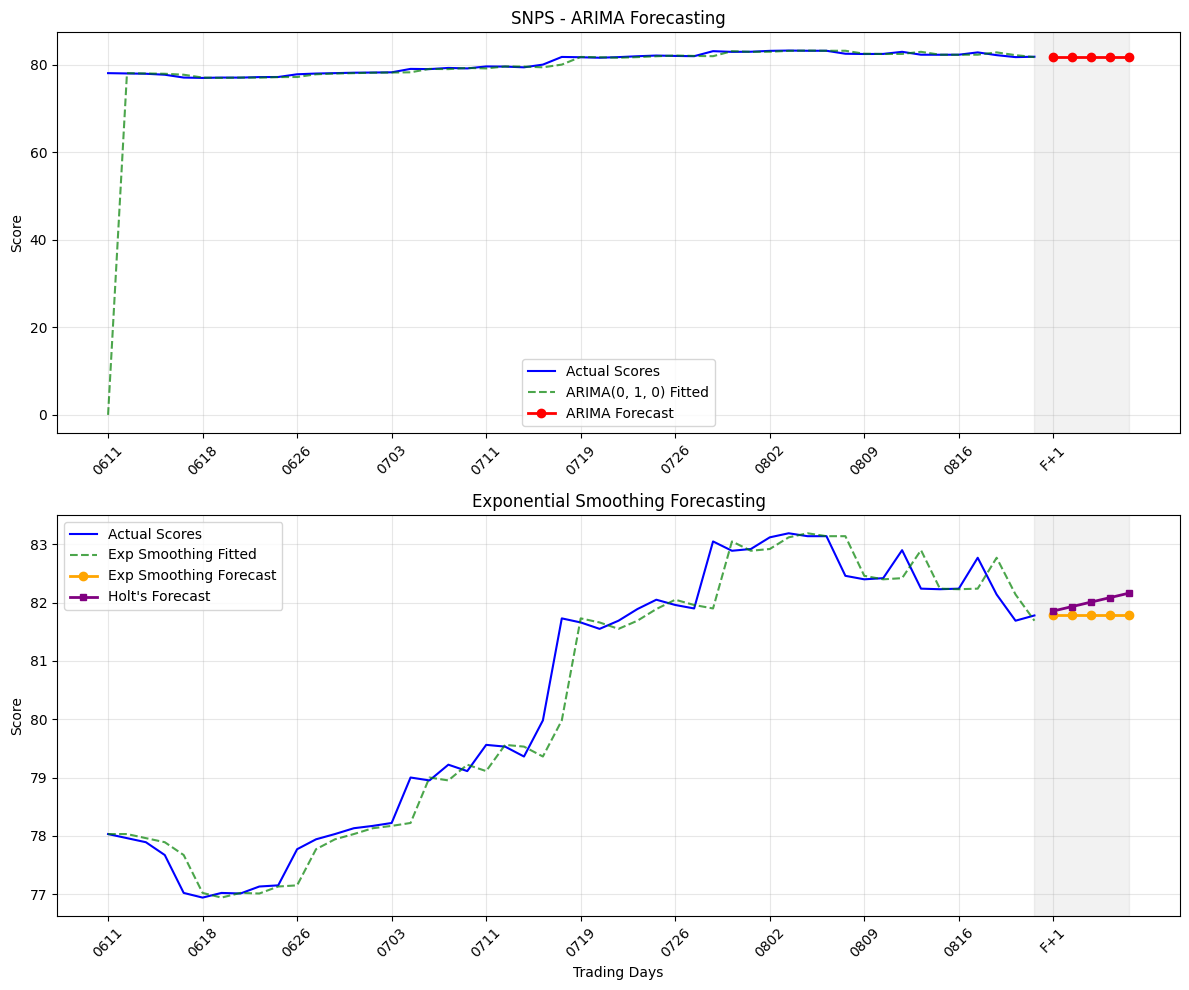 SNPS - ARIMA Forecasting
Score
80
60
40
20
0
Actual Scores
ARIMA(0, 1, 0) Fitted
ARIMA Forecast
0611
0618
0626
0703
0711
0719
0726
0802
0809
0816
F+1
Exponential Smoothing Forecasting
Score
83
82
81
80
79
78
77
Actual Scores
Exp Smoothing Fitted
Exp Smoothing Forecast
Holt's Forecast
0611
0618
0626
0703
0711
0719
0726
0802
0809
0816
F+1
Trading Days